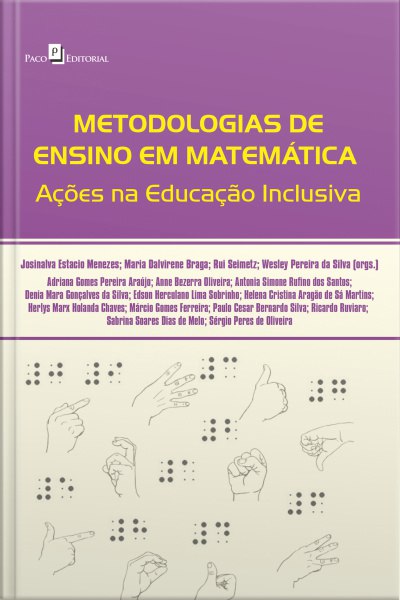 PACO EDITORIAL
METODOLOGIAS DE
ENSINO EM MATEMÁTICA
Ações na Educação Inclusiva
Josinalva Estacio Menezes; Maria Dalvirene Braga; Rui Seimetz; Wesley Pereira da Silva (orgs.)
Adriana Gomes Pereira Araújo; Anne Bezerra Oliveira; Antonia Simone Rufino dos Santos;
Denia Mara Gonçalves da Silva; Edson Herculano Lima Sobrinho; Helena Cristina Aragão de Sá Martins;
Herlys Marx Holanda Chaves; Márcio Gomes Ferreira; Paulo Cesar Bernardo Silva; Ricardo Ruviaro;
Sabrina Soares Dias de Melo; Sérgio Peres de Oliveira